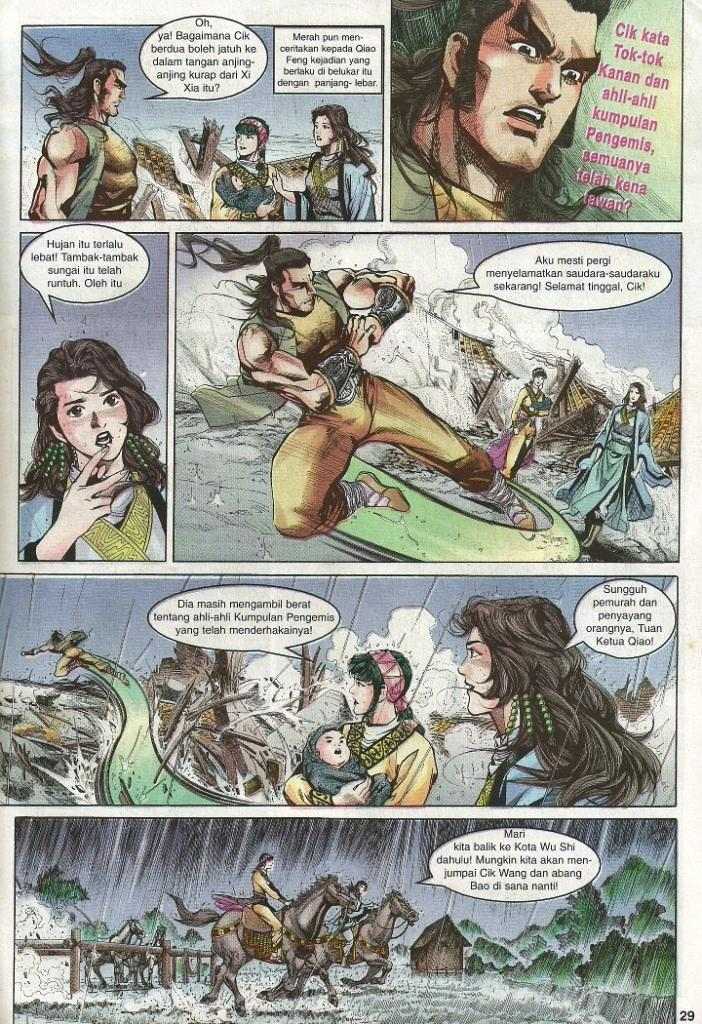 Oh,
ya! Bagaimana Cik
berdua boleh jatuh ke
dalam tangan anjing-
anjing kurap dari Xi
Xia itu?
Merah pun men-
ceritakan kepada Qiao
Feng kejadian yang
berlaku di belukar itu
dengan panjang-lebar.
Cik kata
Tok-tok
Kanan dan
ahli-ahli
kumpulan
Pengemis,
semuanya
telah kena
tawan?
Hujan itu terlalu
lebat! Tambak-tambak
sungai itu telah
runtuh. Oleh itu
Aku mesti pergi
menyelamatkan saudara-saudaraku
sekarang! Selamat tinggal, Cik!
Dia masih mengambil berat
tentang ahli-ahli Kumpulan Pengemis
yang telah menderhakainya!
Sungguh
pemurah dan
penyayang
orangnya, Tuan
Ketua Qiao!
Mari
kita balik ke Kota Wu Shi
dahulu! Mungkin kita akan men-
jumpai Cik Wang dan abang
Bao di sana nanti!
29